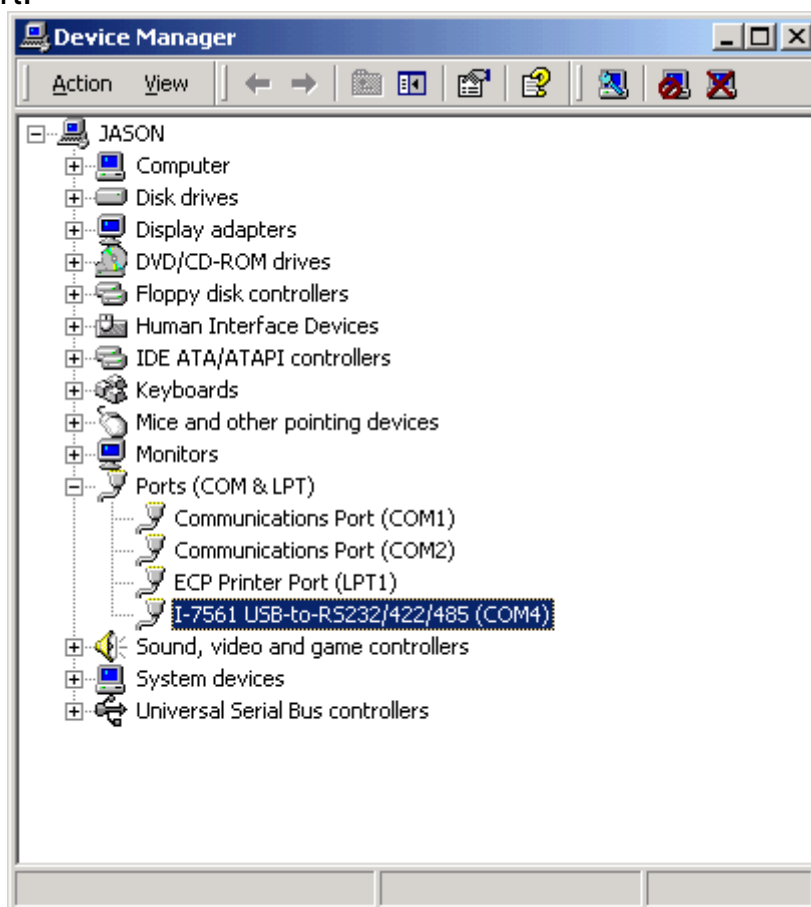 Device Manager
Action View
JASON
Computer
Disk drives
Display adapters
DVD/CD-ROM drives
Floppy disk controllers
Human Interface Devices
IDE ATA/ATAPI controllers
Keyboards
Mice and other pointing devices
Monitors
Ports (COM & LPT)
Communications Port (COM1)
Communications Port (COM2)
ECP Printer Port (LPT1)
I-7561 USB-to-RS232/422/485 (COM4)
Sound, video and game controllers
System devices
Universal Serial Bus controllers